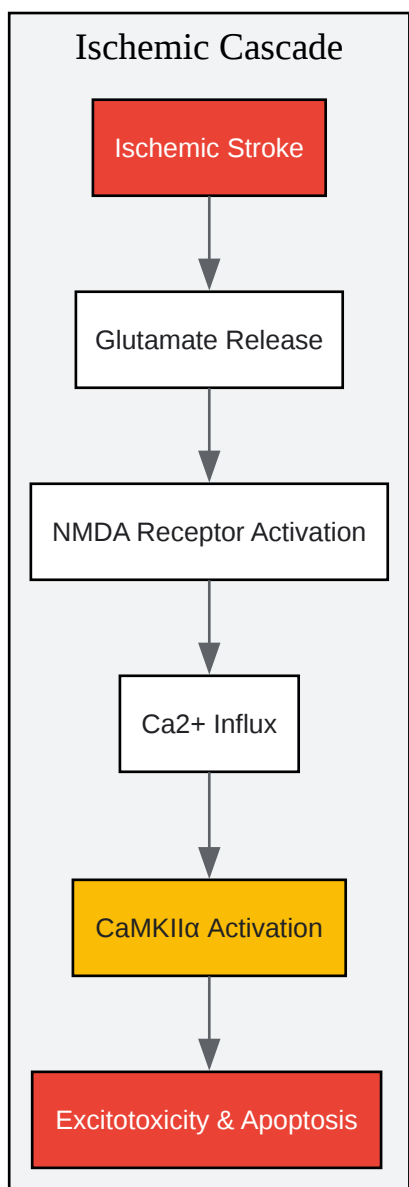 Ischemic Cascade
Ischemic Stroke
Glutamate Release
NMDA Receptor Activation
Ca2+ Influx
CaMKIIα Activation
Excitotoxicity & Apoptosis